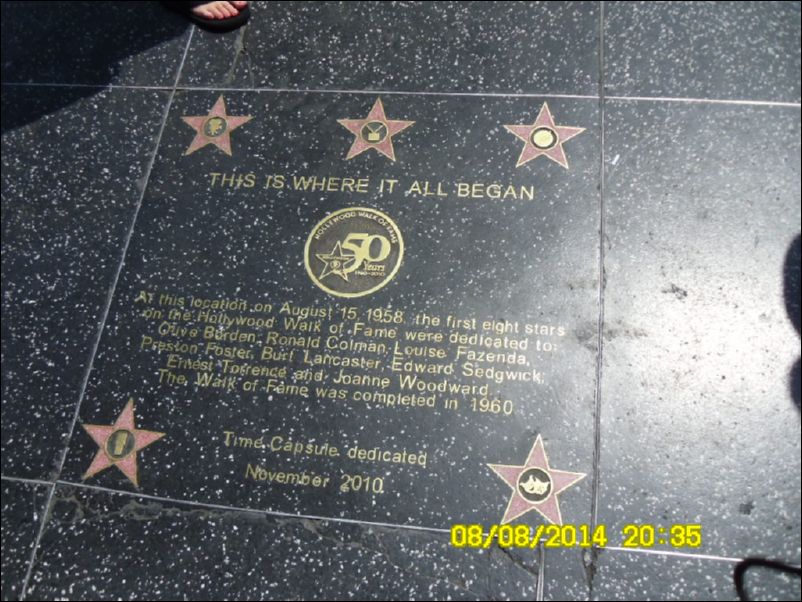 THIS IS WHERE IT ALL BEGAN
HOLLYWOOD WALK OF FAME
50
Years
1960-2010
At this location on August 15, 1958, the first eight stars
on the Hollywood Walk of Fame were dedicated to:
Olive Borden, Ronald Colman, Louise Fazenda,
Preston Foster, Burt Lancaster, Edward Sedgwick,
Ernest Torrence and Joanne Woodward.
The Walk of Fame was completed in 1960
Time Capsule dedicated
November 2010
08/08/2014 20:35